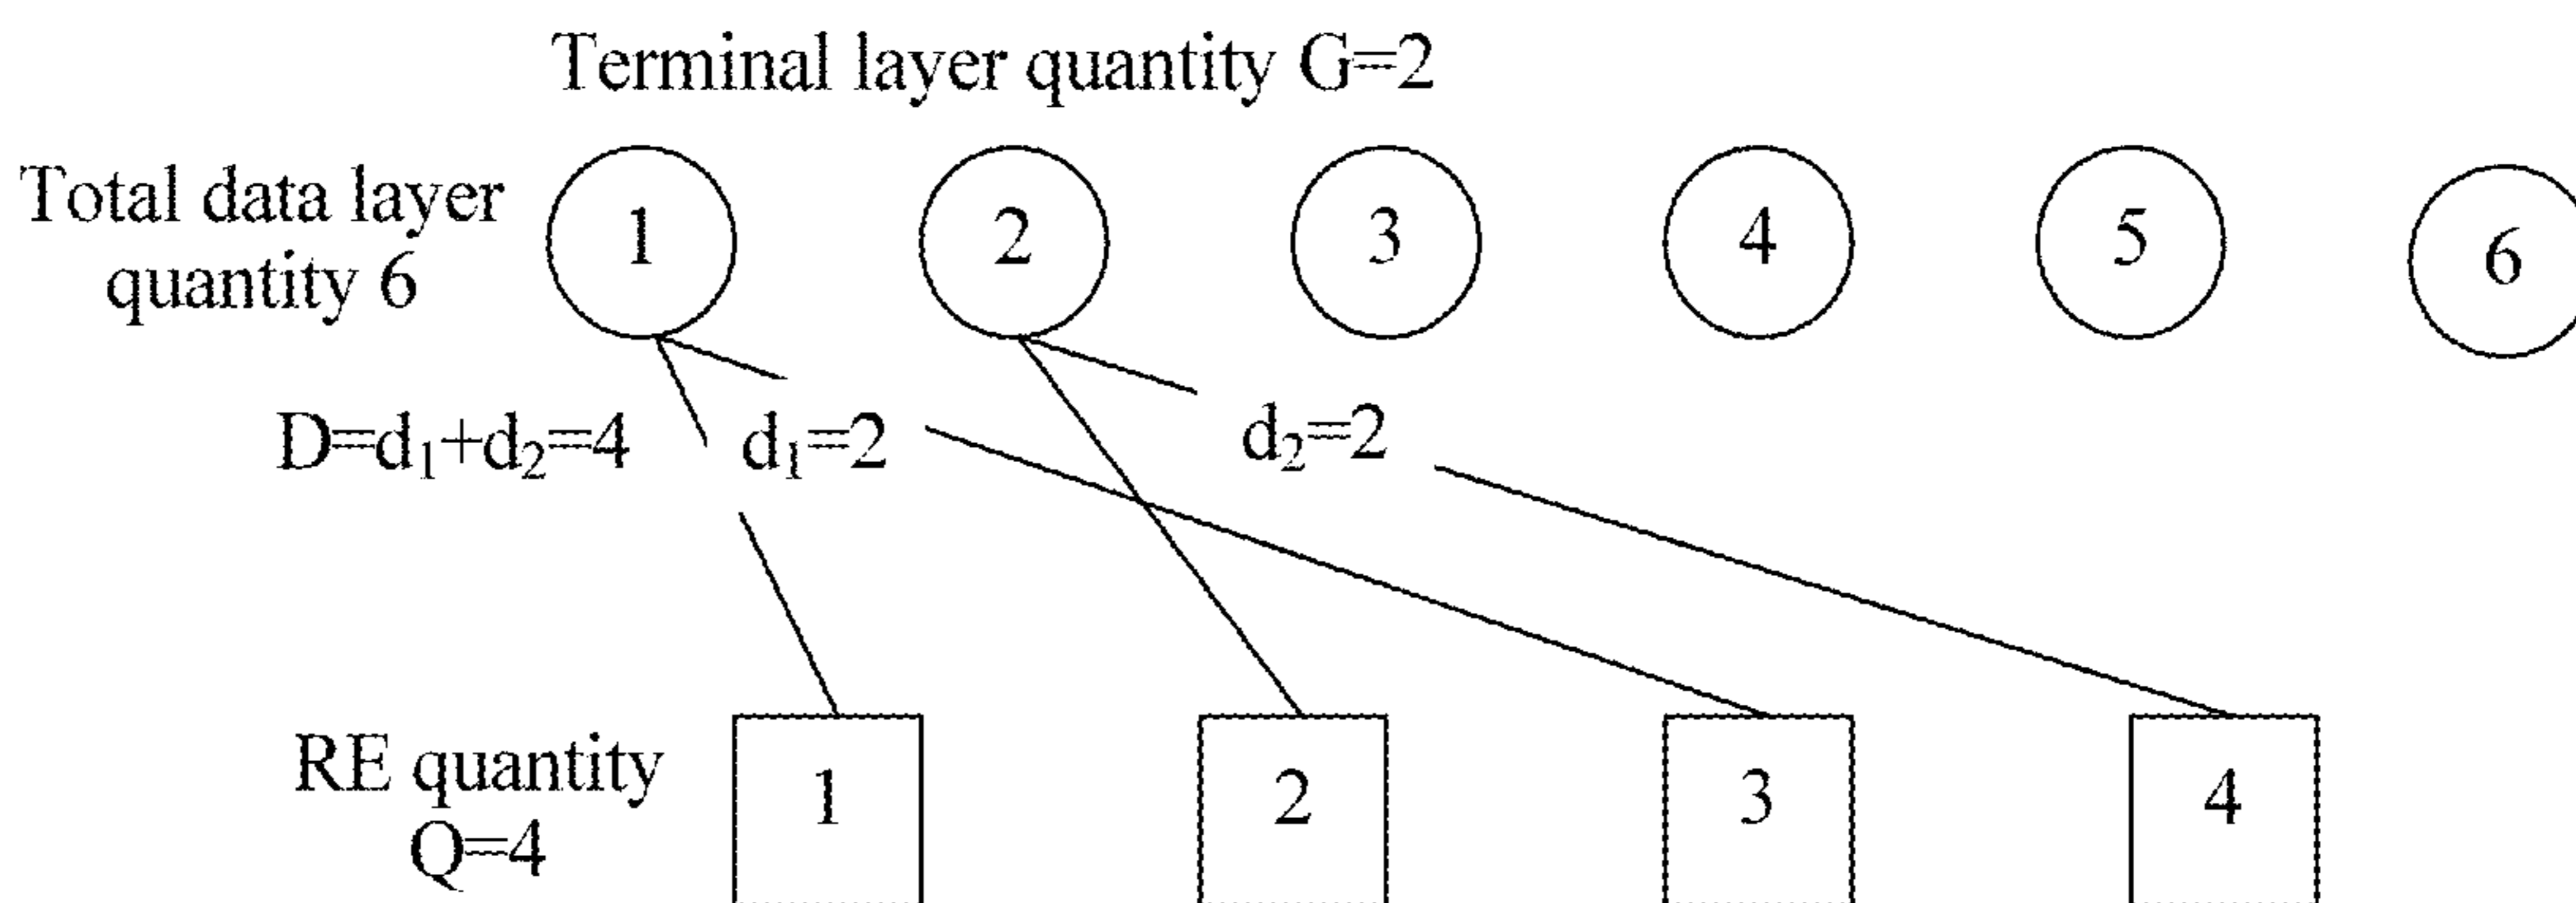 Terminal layer quantity G=2
Total data layer
quantity 6
1
2
3
4
5
6
D=d₁+d₂=4
d₁=2
d₂=2
RE quantity
Q=4
1
2
3
4